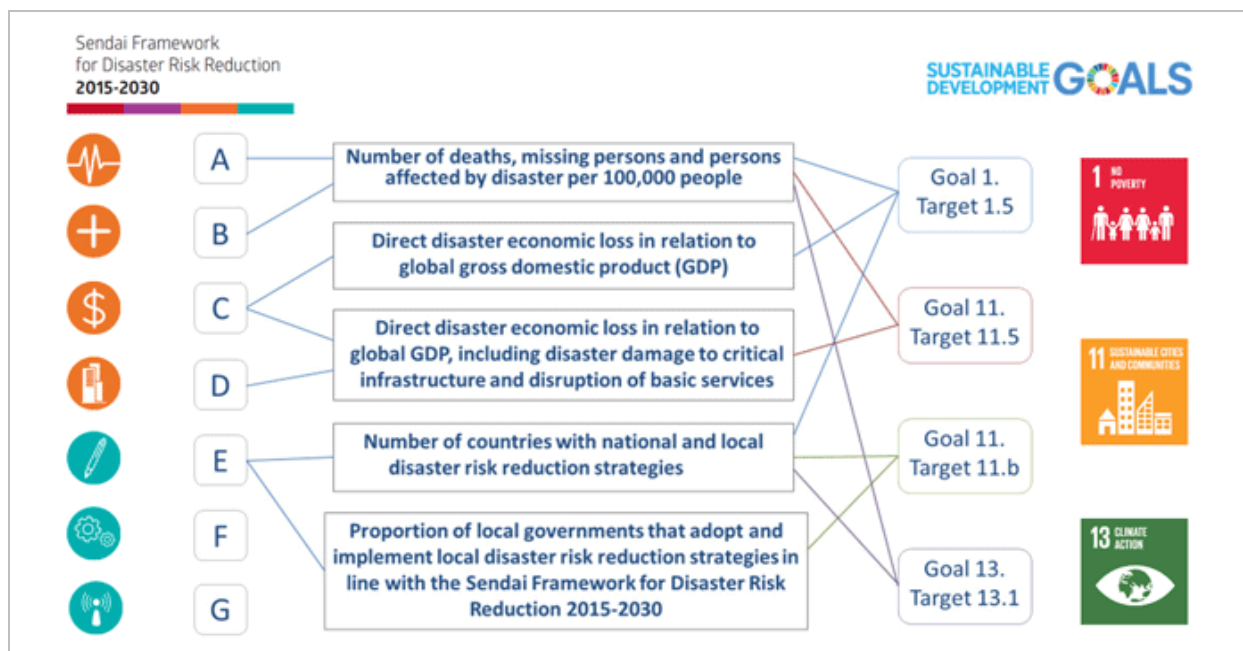 Sendai Framework
for Disaster Risk Reduction
2015-2030
SUSTAINABLE
DEVELOPMENT
GOALS
A
B
C
D
E
F
G
Number of deaths, missing persons and persons
affected by disaster per 100,000 people
Direct disaster economic loss in relation to
global gross domestic product (GDP)
Direct disaster economic loss in relation to
global GDP, including disaster damage to critical
infrastructure and disruption of basic services
Number of countries with national and local
disaster risk reduction strategies
Proportion of local governments that adopt and
implement local disaster risk reduction strategies in
line with the Sendai Framework for Disaster Risk
Reduction 2015-2030
Goal 1.
Target 1.5
Goal 11.
Target 11.5
Goal 11.
Target 11.b
Goal 13.
Target 13.1
1 NO
POVERTY
11 SUSTAINABLE CITIES
AND COMMUNITIES
13 CLIMATE
ACTION